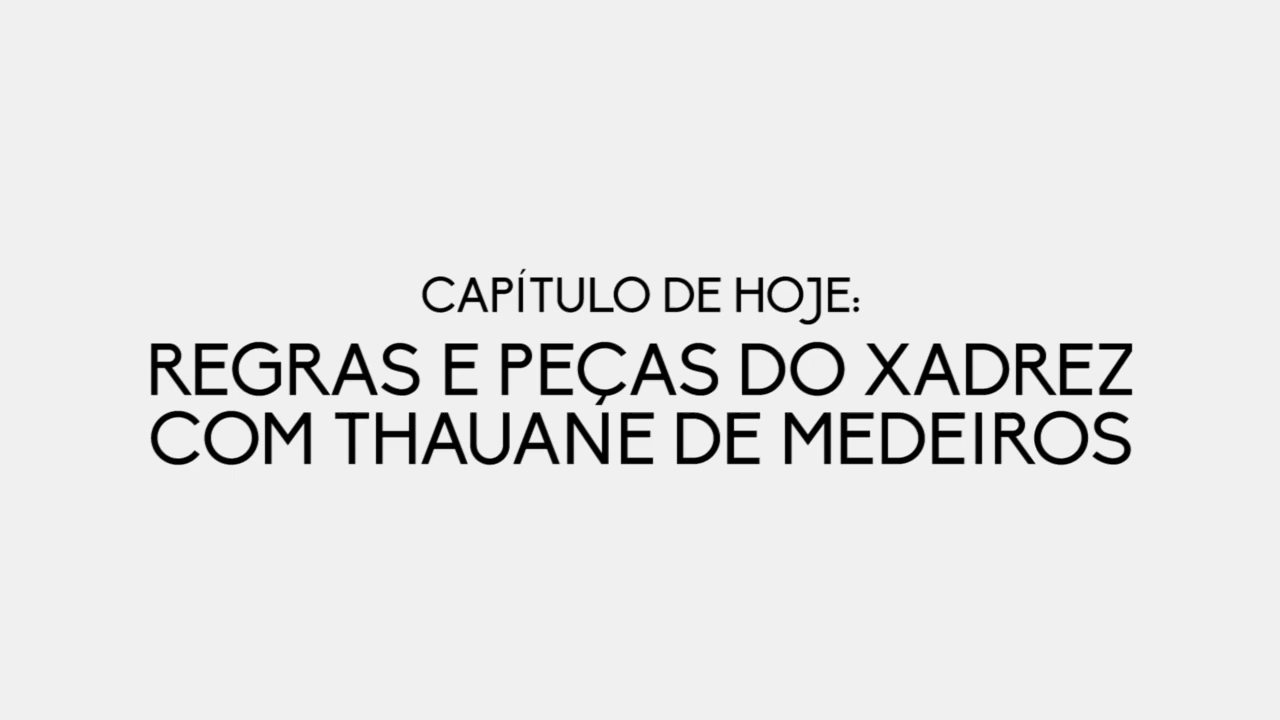 CAPÍTULO DE HOJE:
REGRAS E PEÇAS DO XADREZ
COM THAUANE DE MEDEIROS